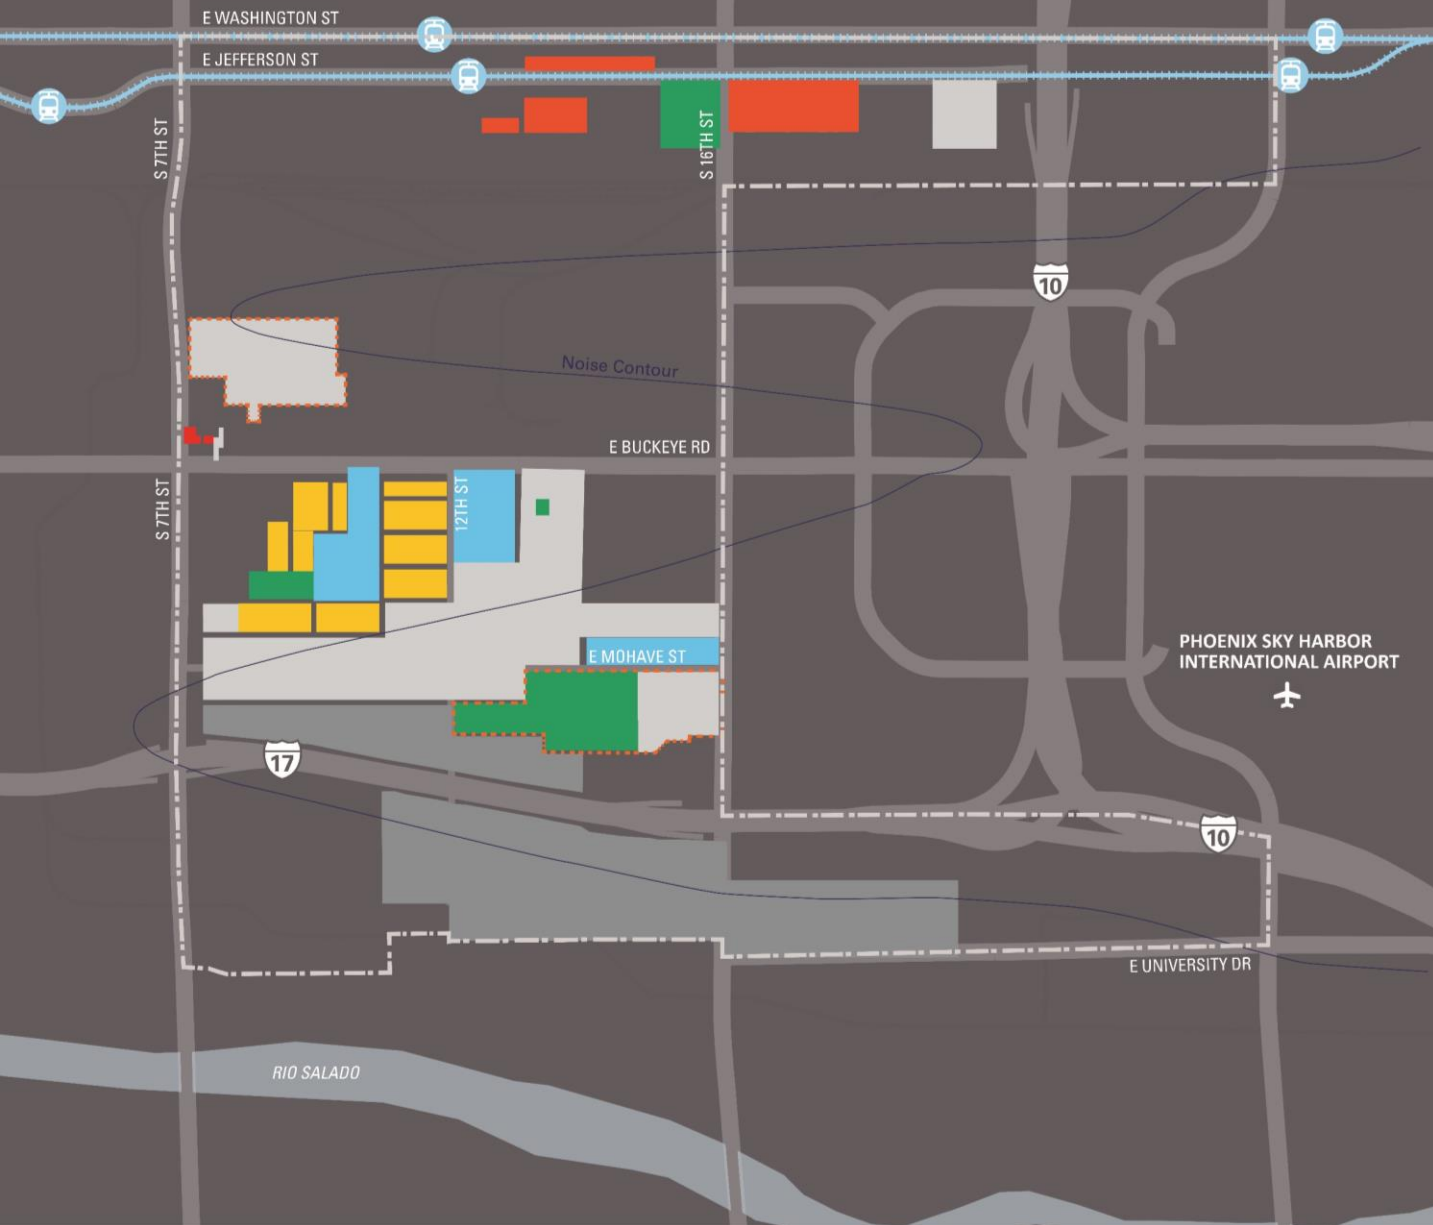 E WASHINGTON ST
E JEFFERSON ST
S 7TH ST
S 16TH ST
10
Noise Contour
E BUCKEYE RD
S 7TH ST
12TH ST
PHOENIX SKY HARBOR
INTERNATIONAL AIRPORT
E MOHAVE ST
17
10
E UNIVERSITY DR
RIO SALADO